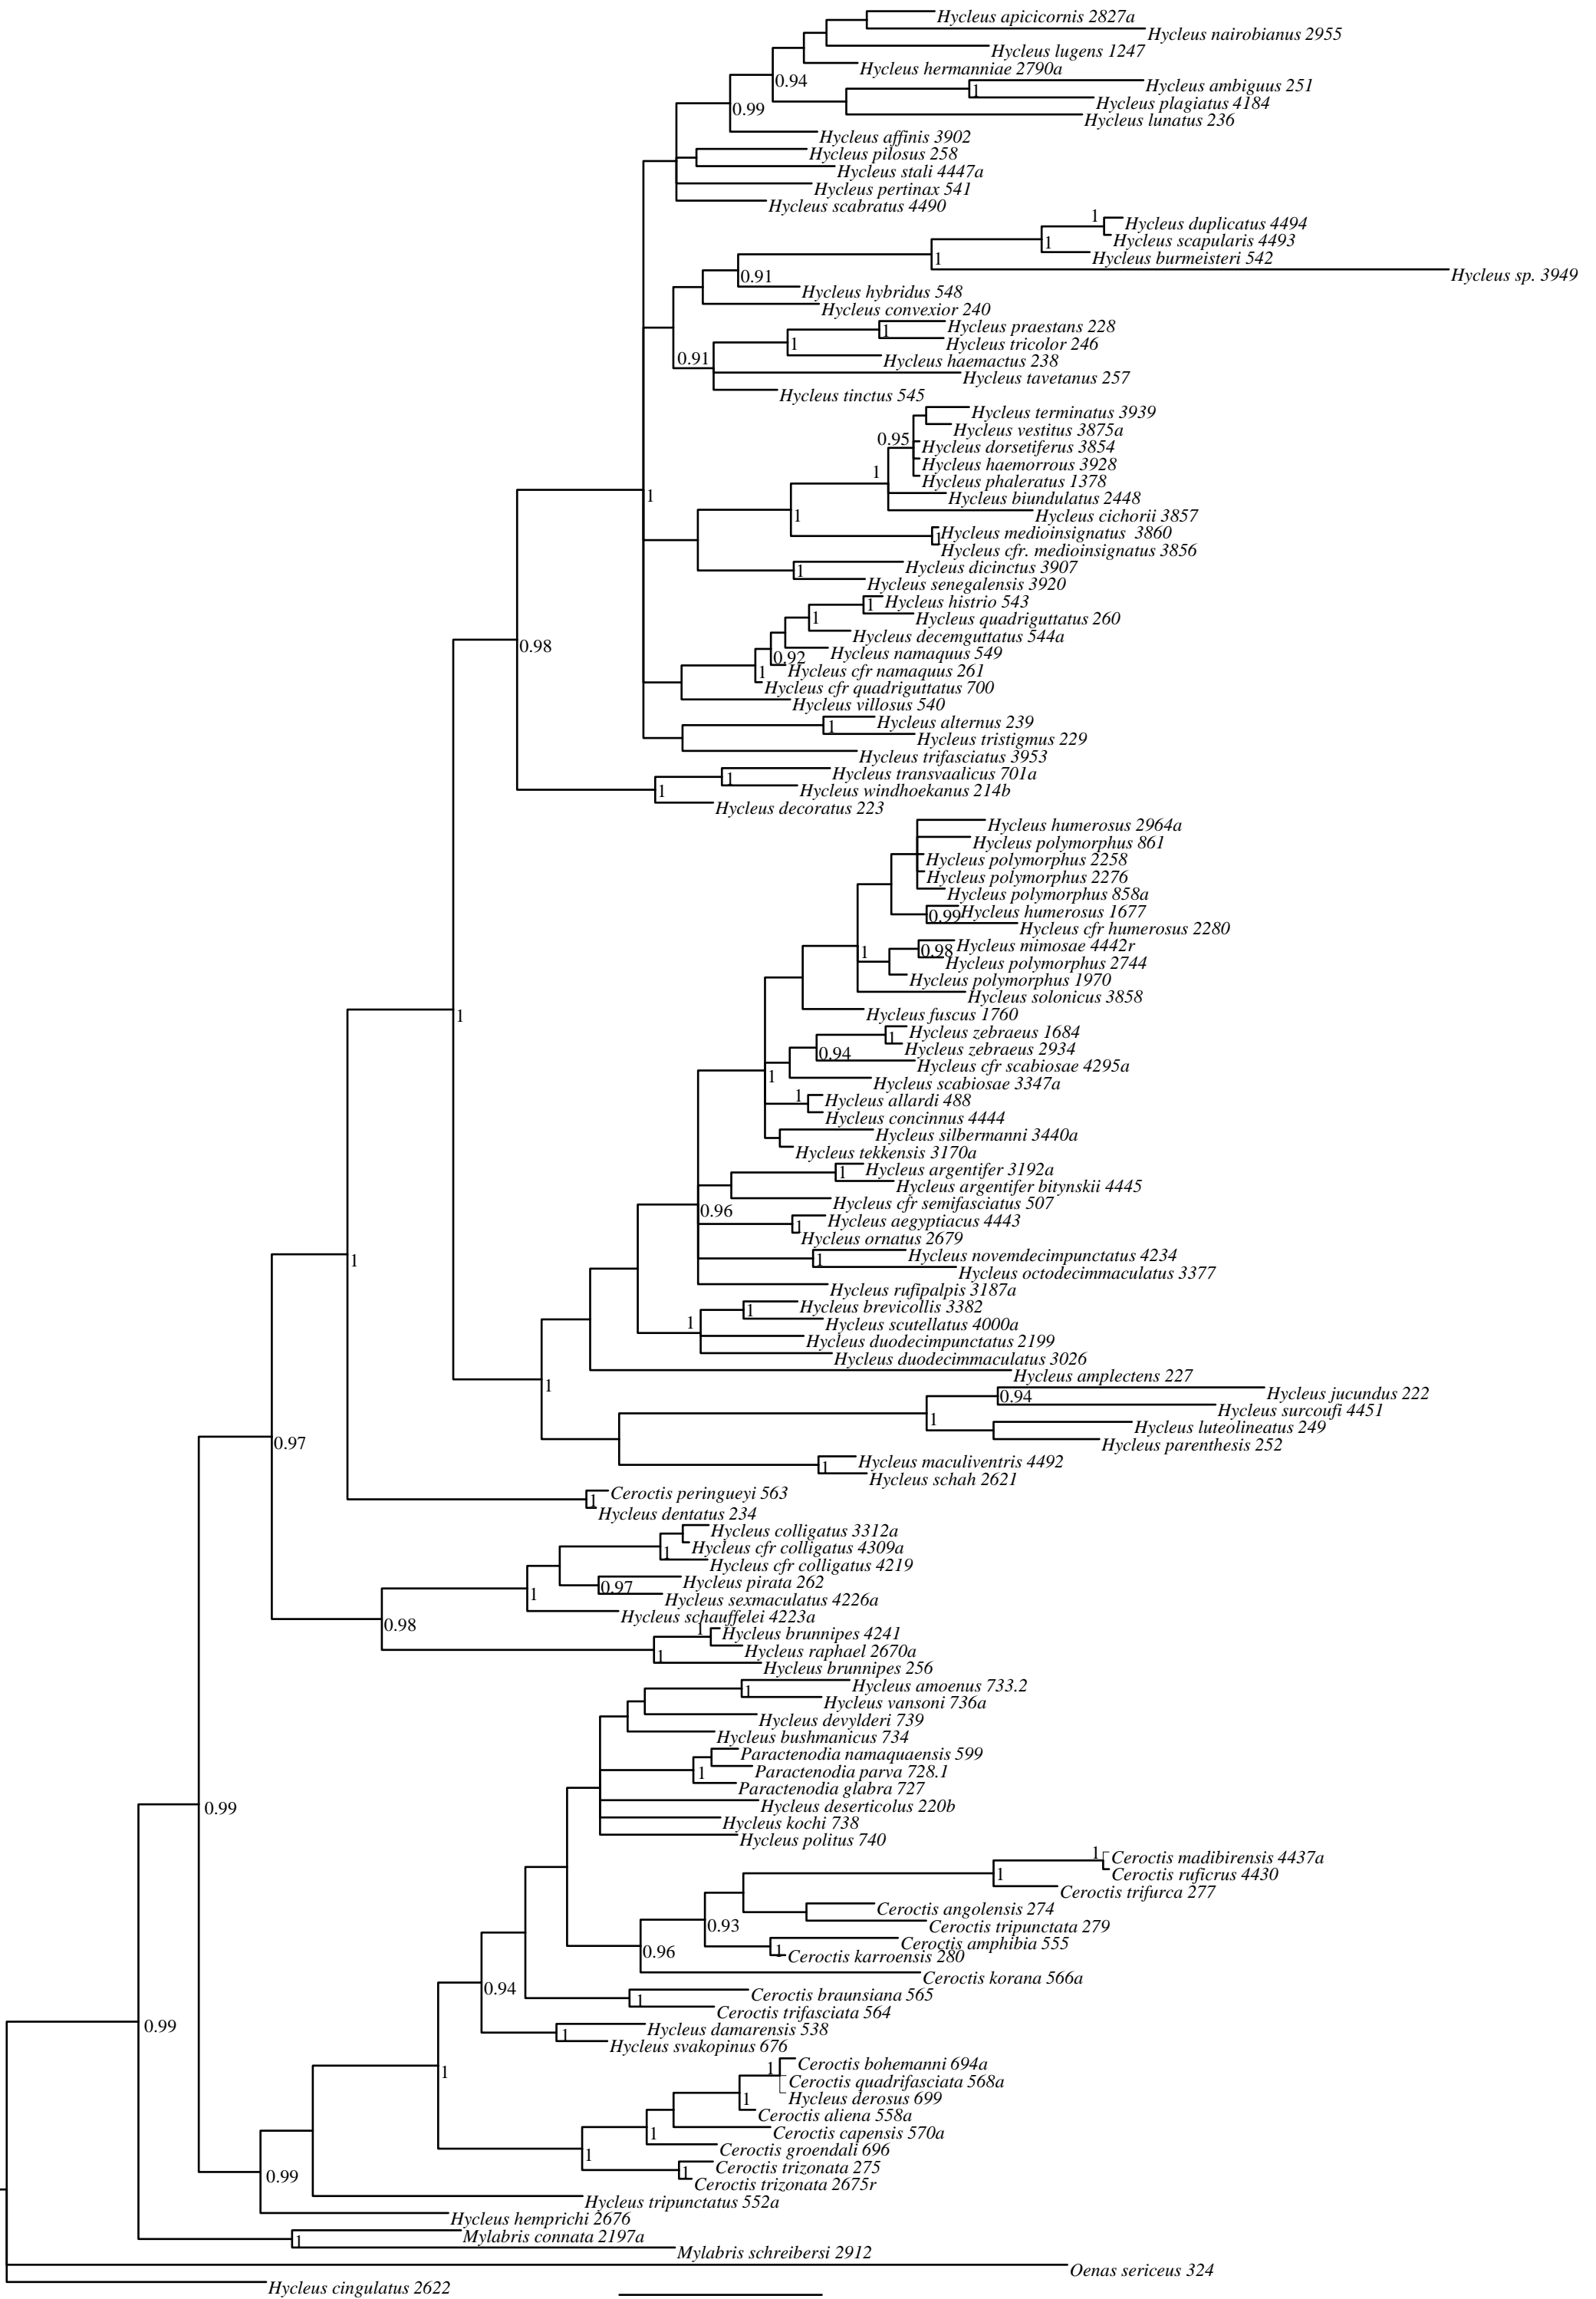 Hycleus apicicornis 2827a
Hycleus nairobianus 2955
Hycleus lugens 1247
Hycleus hermanniae 2790a
0.94
Hycleus ambiguus 251
1
Hycleus plagiatus 4184
0.99
Hycleus lunatus 236
Hycleus affinis 3902
Hycleus pilosus 258
Hycleus stali 4447a
Hycleus pertinax 541
Hycleus scabratus 4490
1
Hycleus duplicatus 4494
Hycleus scapularis 4493
1
Hycleus burmeisteri 542
1
Hycleus sp. 3949
0.91
Hycleus hybridus 548
Hycleus convexior 240
Hycleus praestans 228
1
Hycleus tricolor 246
1
Hycleus haemactus 238
0.91
Hycleus tavetanus 257
Hycleus tinctus 545
Hycleus terminatus 3939
Hycleus vestitus 3875a
0.95
Hycleus dorsetiferus 3854
Hycleus haemorrous 3928
1
Hycleus phaleratus 1378
1
Hycleus biundulatus 2448
1
Hycleus cichorii 3857
Hycleus medioinsignatus 3860
1
Hycleus cfr. medioinsignatus 3856
Hycleus dicinctus 3907
1
Hycleus senegalensis 3920
Hycleus histrio 543
1
Hycleus quadriguttatus 260
1
Hycleus decemguttatus 544a
0.98
Hycleus namaquus 549
0.92
Hycleus cfr namaquus 261
1
Hycleus cfr quadriguttatus 700
Hycleus villosus 540
Hycleus alternus 239
1
Hycleus tristigmus 229
Hycleus trifasciatus 3953
Hycleus transvaalicus 701a
1
Hycleus windhoekanus 214b
1
Hycleus decoratus 223
Hycleus humerosus 2964a
Hycleus polymorphus 861
Hycleus polymorphus 2258
Hycleus polymorphus 2276
Hycleus polymorphus 858a
Hycleus humerosus 1677
0.99
Hycleus cfr humerosus 2280
Hycleus mimosae 4442r
0.98
1
Hycleus polymorphus 2744
Hycleus polymorphus 1970
Hycleus solonicus 3858
1
Hycleus fuscus 1760
Hycleus zebraeus 1684
1
Hycleus zebraeus 2934
0.94
Hycleus cfr scabiosae 4295a
1
Hycleus scabiosae 3347a
1
Hycleus allardi 488
Hycleus concinnus 4444
Hycleus silbermanni 3440a
Hycleus tekkensis 3170a
Hycleus argentifer 3192a
1
Hycleus argentifer bitynskii 4445
Hycleus cfr semifasciatus 507
0.96
Hycleus aegyptiacus 4443
1
Hycleus ornatus 2679
Hycleus novemdecimpunctatus 4234
1
1
Hycleus octodecimmaculatus 3377
Hycleus rufipalpis 3187a
Hycleus brevicollis 3382
1
1
Hycleus scutellatus 4000a
Hycleus duodecimpunctatus 2199
Hycleus duodecimmaculatus 3026
Hycleus amplectens 227
1
Hycleus jucundus 222
0.94
Hycleus surcoufi 4451
1
Hycleus luteolineatus 249
0.97
Hycleus parenthesis 252
Hycleus maculiventris 4492
1
Hycleus schah 2621
Ceroctis peringueyi 563
1
Hycleus dentatus 234
Hycleus colligatus 3312a
Hycleus cfr colligatus 4309a
1
Hycleus cfr colligatus 4219
Hycleus pirata 262
0.97
1
Hycleus sexmaculatus 4226a
Hycleus schauffelei 4223a
0.98
1
Hycleus brunnipes 4241
Hycleus raphael 2670a
1
Hycleus brunnipes 256
Hycleus amoenus 733.2
1
Hycleus vansoni 736a
Hycleus devylderi 739
Hycleus bushmanicus 734
Paractenodia namaquaensis 599
Paractenodia parva 728.1
1
Paractenodia glabra 727
Hycleus deserticolus 220b
0.99
Hycleus kochi 738
Hycleus politus 740
1
Ceroctis madibirensis 4437a
Ceroctis ruficrus 4430
1
Ceroctis trifurca 277
Ceroctis angolensis 274
0.93
Ceroctis tripunctata 279
Ceroctis amphibia 555
0.96
1
Ceroctis karroensis 280
Ceroctis korana 566a
0.94
Ceroctis braunsiana 565
1
Ceroctis trifasciata 564
0.99
Hycleus damarensis 538
1
Hycleus svakopinus 676
Ceroctis bohemanni 694a
1
1
Ceroctis quadrifasciata 568a
Hycleus derosus 699
1
Ceroctis aliena 558a
Ceroctis capensis 570a
1
Ceroctis groendali 696
1
Ceroctis trizonata 275
0.99
1
Ceroctis trizonata 2675r
Hycleus tripunctatus 552a
Hycleus hemprichi 2676
Mylabris connata 2197a
1
Mylabris schreibersi 2912
Oenas sericeus 324
Hycleus cingulatus 2622